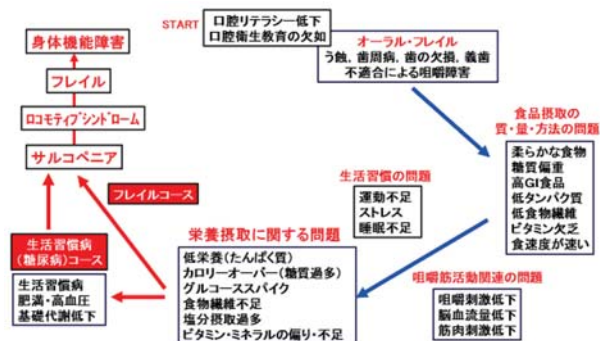 START
口腔リテラシー低下
口腔衛生教育の欠如
オーラル・フレイル
う蝕, 歯周病, 歯の欠損, 義歯
不適合による咀嚼障害
身体機能障害
フレイル
ロコモティブシンドローム
サルコペニア
食品摂取の
質・量・方法の問題
柔らかな食物
糖質偏重
高GI食品
低タンパク質
低食物繊維
ビタミン欠乏
食速度が速い
生活習慣の問題
運動不足
ストレス
睡眠不足
フレイルコース
生活習慣病
(糖尿病)コース
生活習慣病
肥満・高血圧
基礎代謝低下
栄養摂取に関する問題
低栄養(たんぱく質)
カロリーオーバー(糖質過多)
グルコーススパイク
食物繊維不足
塩分摂取過多
ビタミン・ミネラルの偏り・不足
咀嚼筋活動関連の問題
咀嚼刺激低下
脳血流量低下
筋肉刺激低下